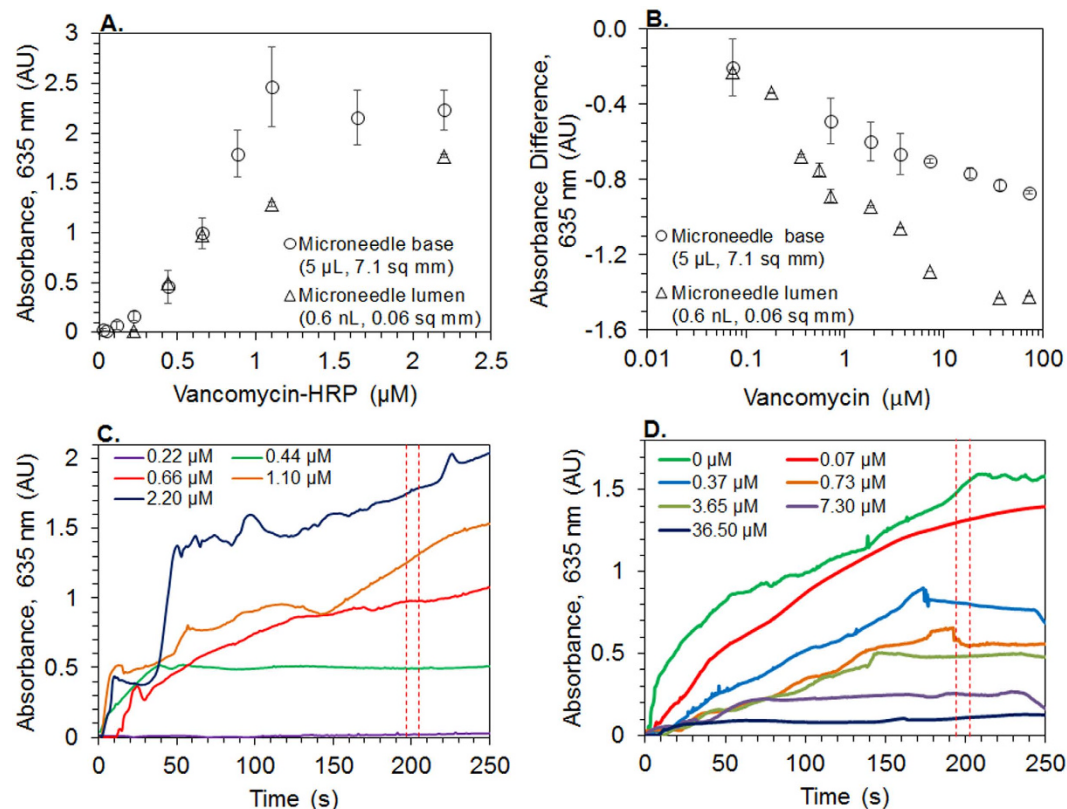 A.
Absorbance, 635 nm (AU)
3
2.5
2
1.5
1
0.5
0
Microneedle base
(5 µL, 7.1 sq mm)
Microneedle lumen
(0.6 nL, 0.06 sq mm)
0 0.5 1 1.5 2 2.5
Vancomycin-HRP (µM)
B.
Absorbance Difference,
635 nm (AU)
0.0
-0.4
-0.8
-1.2
-1.6
Microneedle base
(5 µL, 7.1 sq mm)
Microneedle lumen
(0.6 nL, 0.06 sq mm)
0.01 0.1 1 10 100
Vancomycin (µM)
C.
Absorbance, 635 nm (AU)
2
1.5
1
0.5
0
0.22 µM 0.44 µM
0.66 µM 1.10 µM
2.20 µM
0 50 100 150 200 250
Time (s)
D.
Absorbance, 635 nm (AU)
1.5
1
0.5
0
0 µM 0.07 µM
0.37 µM 0.73 µM
3.65 µM 7.30 µM
36.50 µM
0 50 100 150 200 250
Time (s)